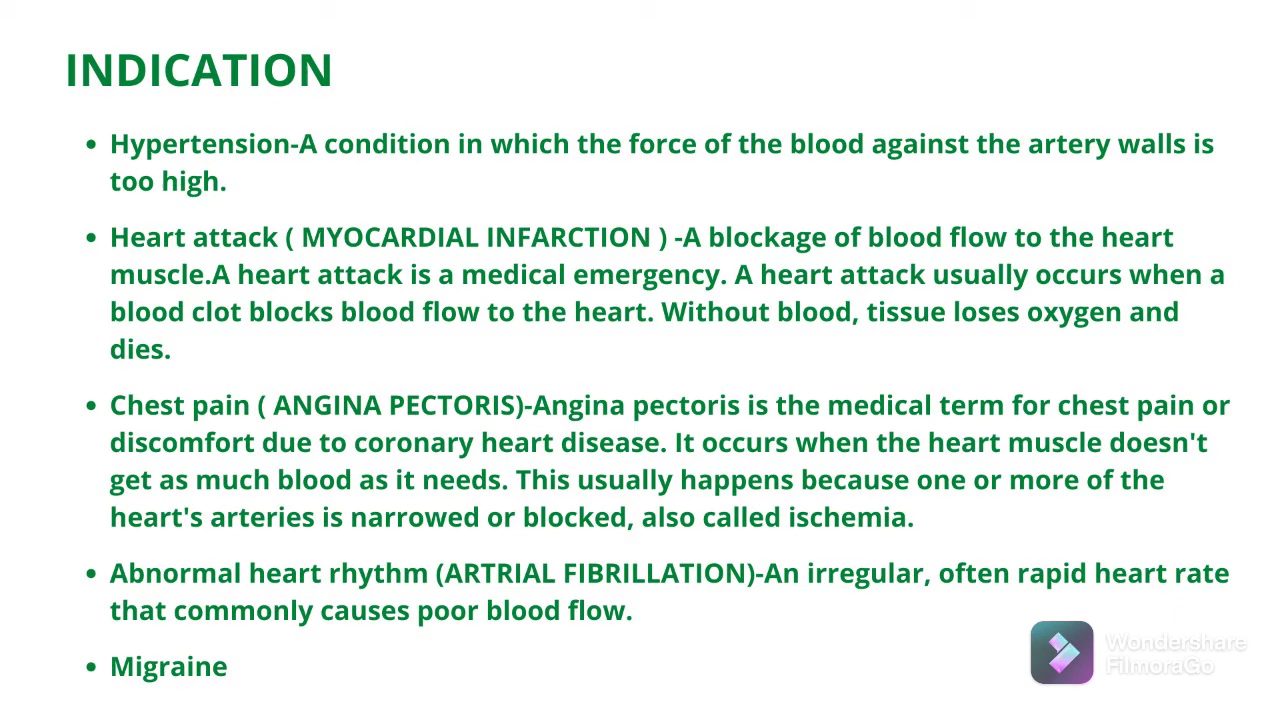 INDICATION
• Hypertension-A condition in which the force of the blood against the artery walls is
too high.
• Heart attack ( MYOCARDIAL INFARCTION ) -A blockage of blood flow to the heart
muscle.A heart attack is a medical emergency. A heart attack usually occurs when a
blood clot blocks blood flow to the heart. Without blood, tissue loses oxygen and
dies.
• Chest pain ( ANGINA PECTORIS)-Angina pectoris is the medical term for chest pain or
discomfort due to coronary heart disease. It occurs when the heart muscle doesn't
get as much blood as it needs. This usually happens because one or more of the
heart's arteries is narrowed or blocked, also called ischemia.
• Abnormal heart rhythm (ARTRIAL FIBRILLATION)-An irregular, often rapid heart rate
that commonly causes poor blood flow.
• Migraine
Wondershare
FilmoraGo